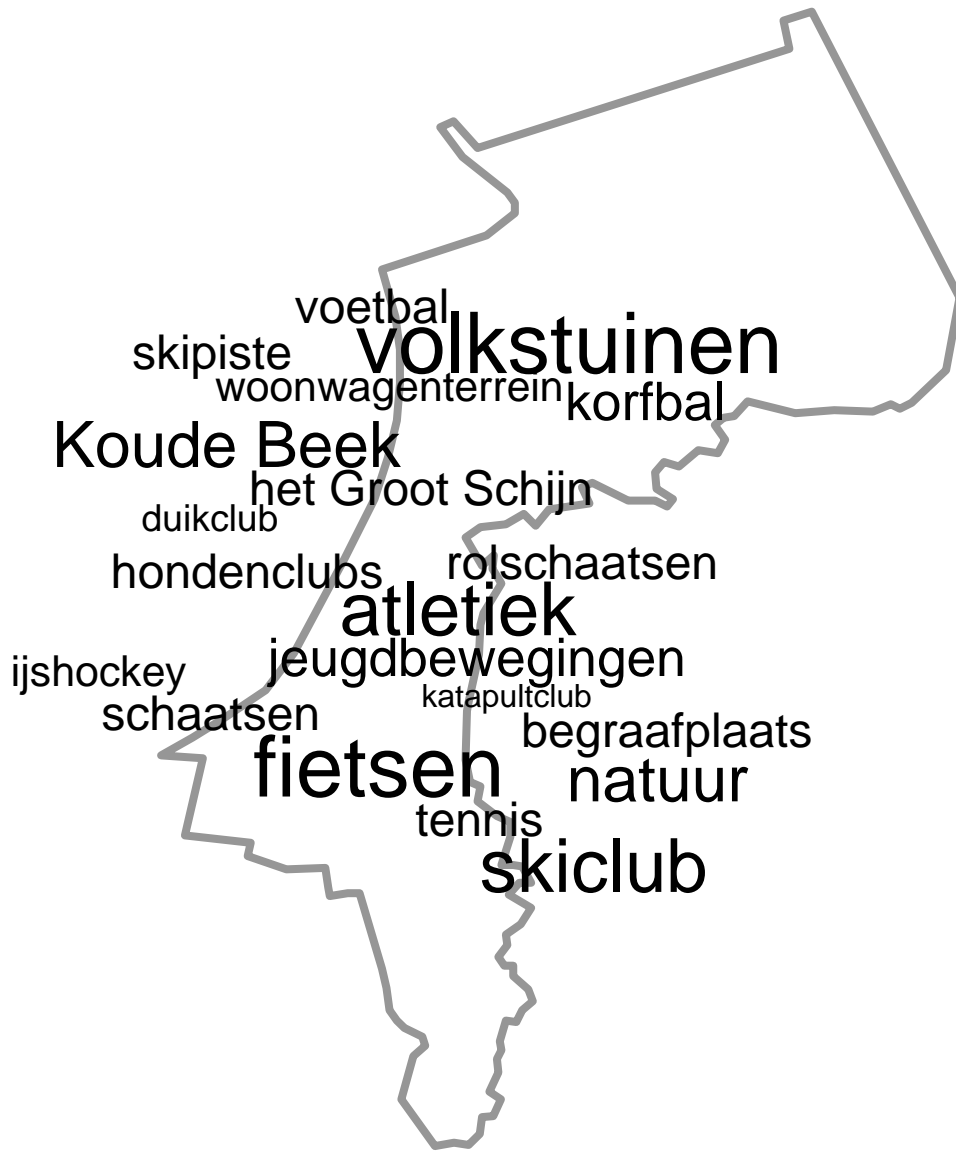 voetbal
volkstuinen
skipiste
woonwagenterrein
korfbal
Koude Beek
het Groot Schijn
duikclub
hondenclubs
rolschaatsen
atletiek
jeugdbewegingen
ijshockey
katapultclub
schaatsen
begraafplaats
fietsen
natuur
tennis
skiclub